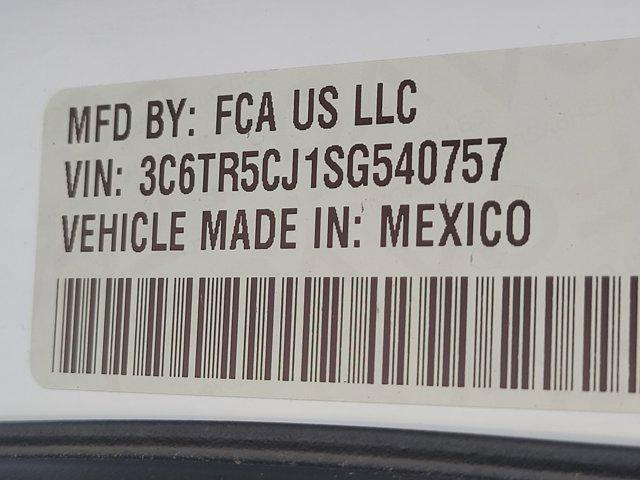 MFD BY: FCA US LLC
VIN: 3C6TR5CJ1SG540757
VEHICLE MADE IN: MEXICO